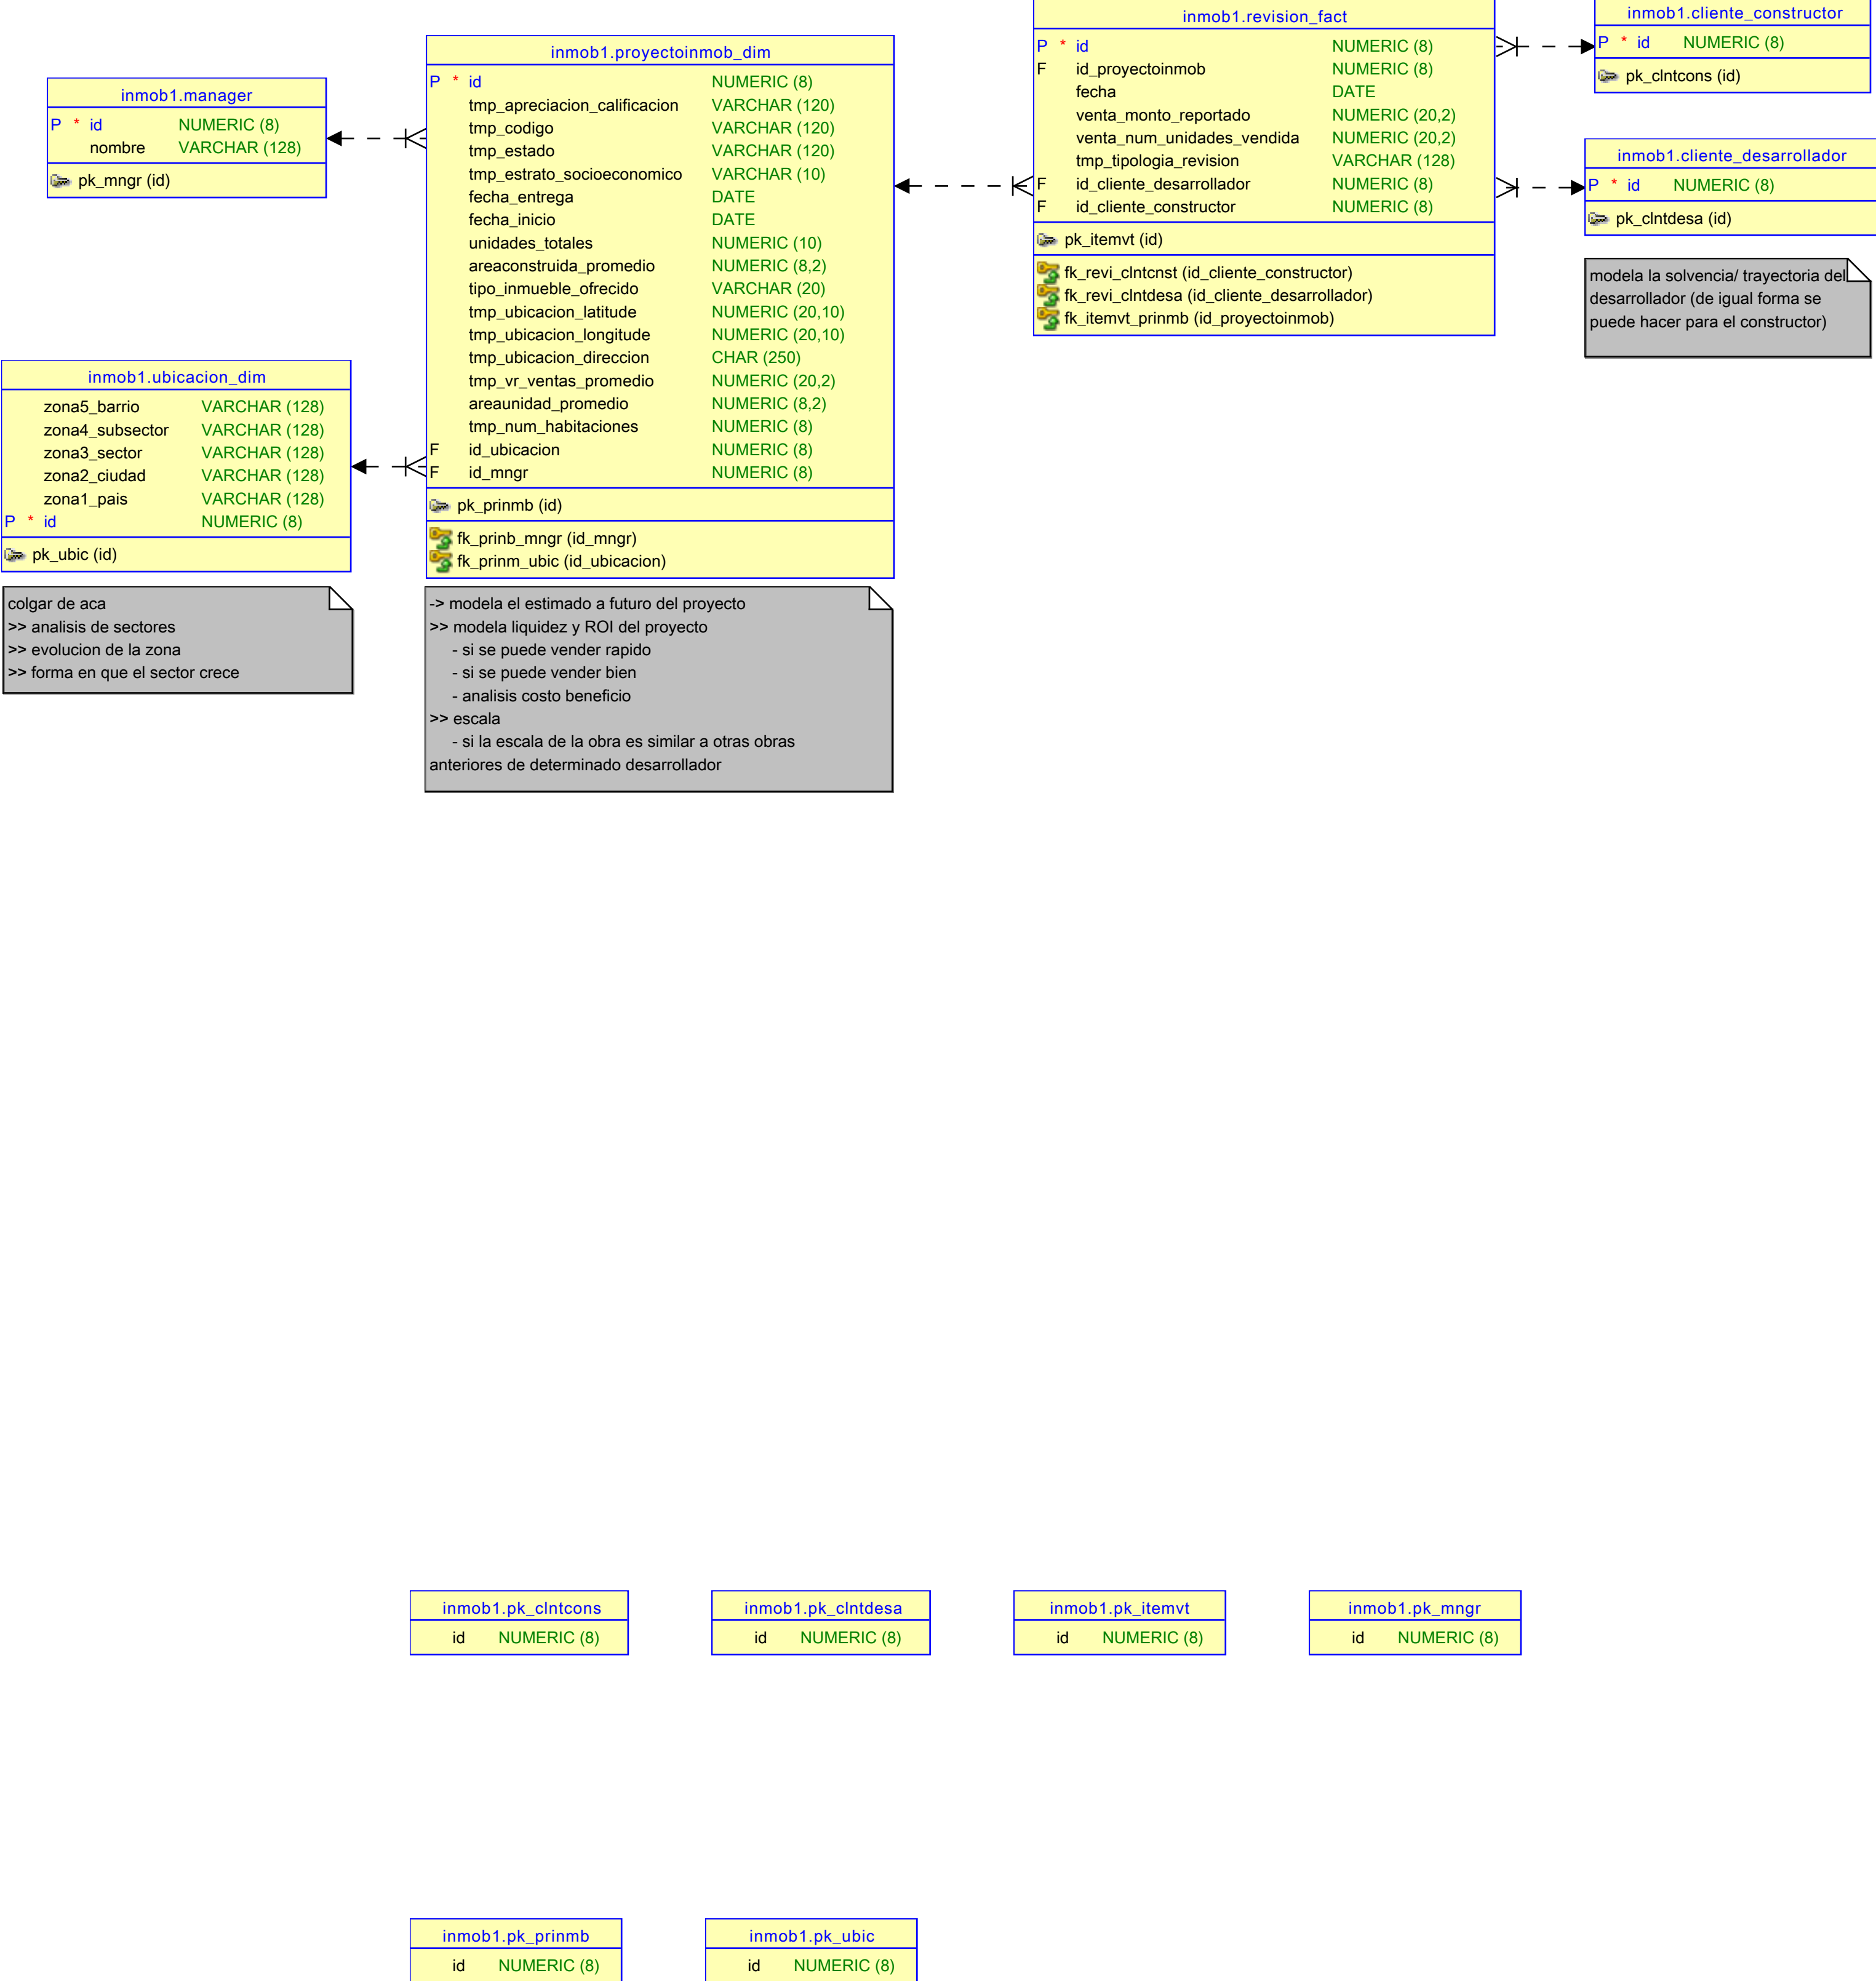 inmob1.manager
P * id NUMERIC (8)
nombre VARCHAR (128)
pk_mngr (id)
inmob1.ubicacion_dim
zona5_barrio VARCHAR (128)
zona4_subsector VARCHAR (128)
zona3_sector VARCHAR (128)
zona2_ciudad VARCHAR (128)
zona1_pais VARCHAR (128)
P * id NUMERIC (8)
pk_ubic (id)
colgar de aca
>> analisis de sectores
>> evolucion de la zona
>> forma en que el sector crece
inmob1.proyectoinmob_dim
P * id NUMERIC (8)
tmp_apreciacion_calificacion VARCHAR (120)
tmp_codigo VARCHAR (120)
tmp_estado VARCHAR (120)
tmp_estrato_socioeconomico VARCHAR (10)
fecha_entrega DATE
fecha_inicio DATE
unidades_totales NUMERIC (10)
areaconstruida_promedio NUMERIC (8,2)
tipo_inmueble_ofrecido VARCHAR (20)
tmp_ubicacion_latitude NUMERIC (20,10)
tmp_ubicacion_longitude NUMERIC (20,10)
tmp_ubicacion_direccion CHAR (250)
tmp_vr_ventas_promedio NUMERIC (20,2)
areaunidad_promedio NUMERIC (8,2)
tmp_num_habitaciones NUMERIC (8)
F id_ubicacion NUMERIC (8)
F id_mngr NUMERIC (8)
pk_prinmb (id)
fk_prinb_mngr (id_mngr)
fk_prinm_ubic (id_ubicacion)
-> modela el estimado a futuro del proyecto
>> modela liquidez y ROI del proyecto
- si se puede vender rapido
- si se puede vender bien
- analisis costo beneficio
>> escala
- si la escala de la obra es similar a otras obras
anteriores de determinado desarrollador
inmob1.revision_fact
P * id NUMERIC (8)
F id_proyectoinmob NUMERIC (8)
fecha DATE
venta_monto_reportado NUMERIC (20,2)
venta_num_unidades_vendida NUMERIC (20,2)
tmp_tipologia_revision VARCHAR (128)
F id_cliente_desarrollador NUMERIC (8)
F id_cliente_constructor NUMERIC (8)
pk_itemvt (id)
fk_revi_clntcnst (id_cliente_constructor)
fk_revi_clntdesa (id_cliente_desarrollador)
fk_itemvt_prinmb (id_proyectoinmob)
inmob1.cliente_constructor
P * id NUMERIC (8)
pk_clntcons (id)
inmob1.cliente_desarrollador
P * id NUMERIC (8)
pk_clntdesa (id)
modela la solvencia/ trayectoria del
desarrollador (de igual forma se
puede hacer para el constructor)
inmob1.pk_clntcons
id NUMERIC (8)
inmob1.pk_clntdesa
id NUMERIC (8)
inmob1.pk_itemvt
id NUMERIC (8)
inmob1.pk_mngr
id NUMERIC (8)
inmob1.pk_prinmb
id NUMERIC (8)
inmob1.pk_ubic
id NUMERIC (8)